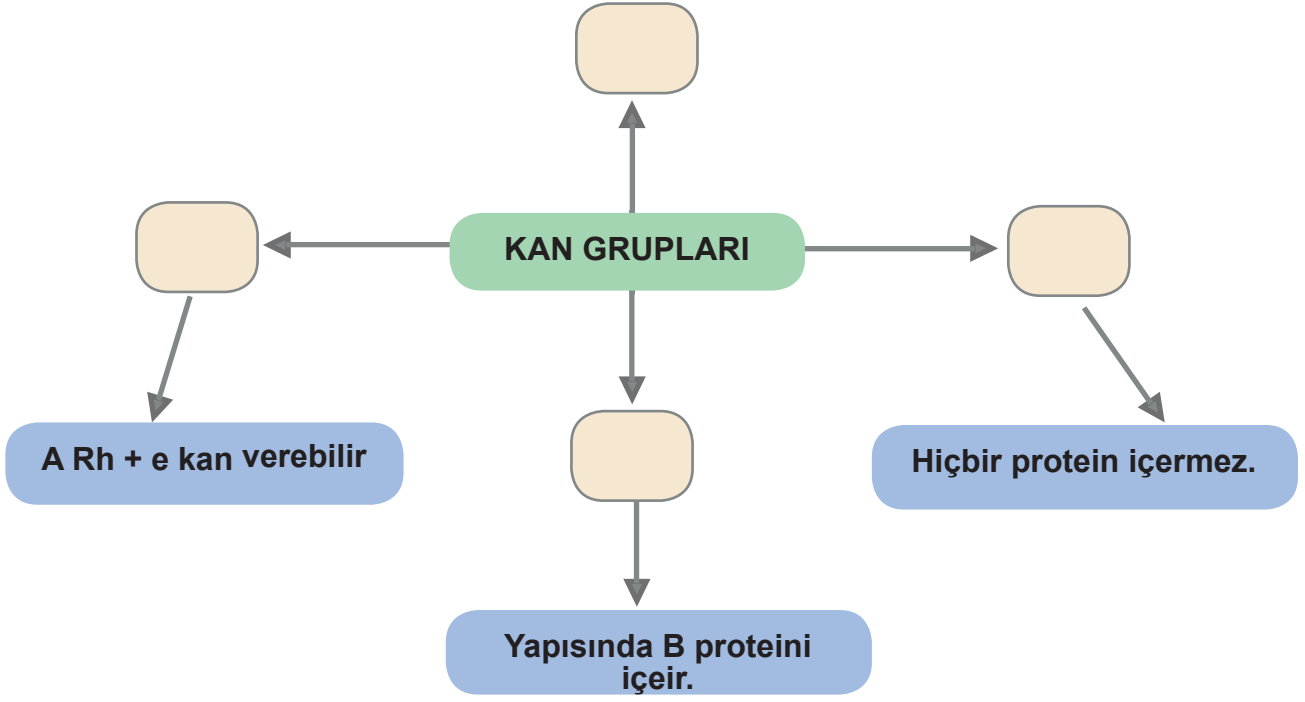 KAN GRUPLARI
A Rh + e kan verebilir
Hiçbir protein içermez.
Yapısında B proteini
içeir.